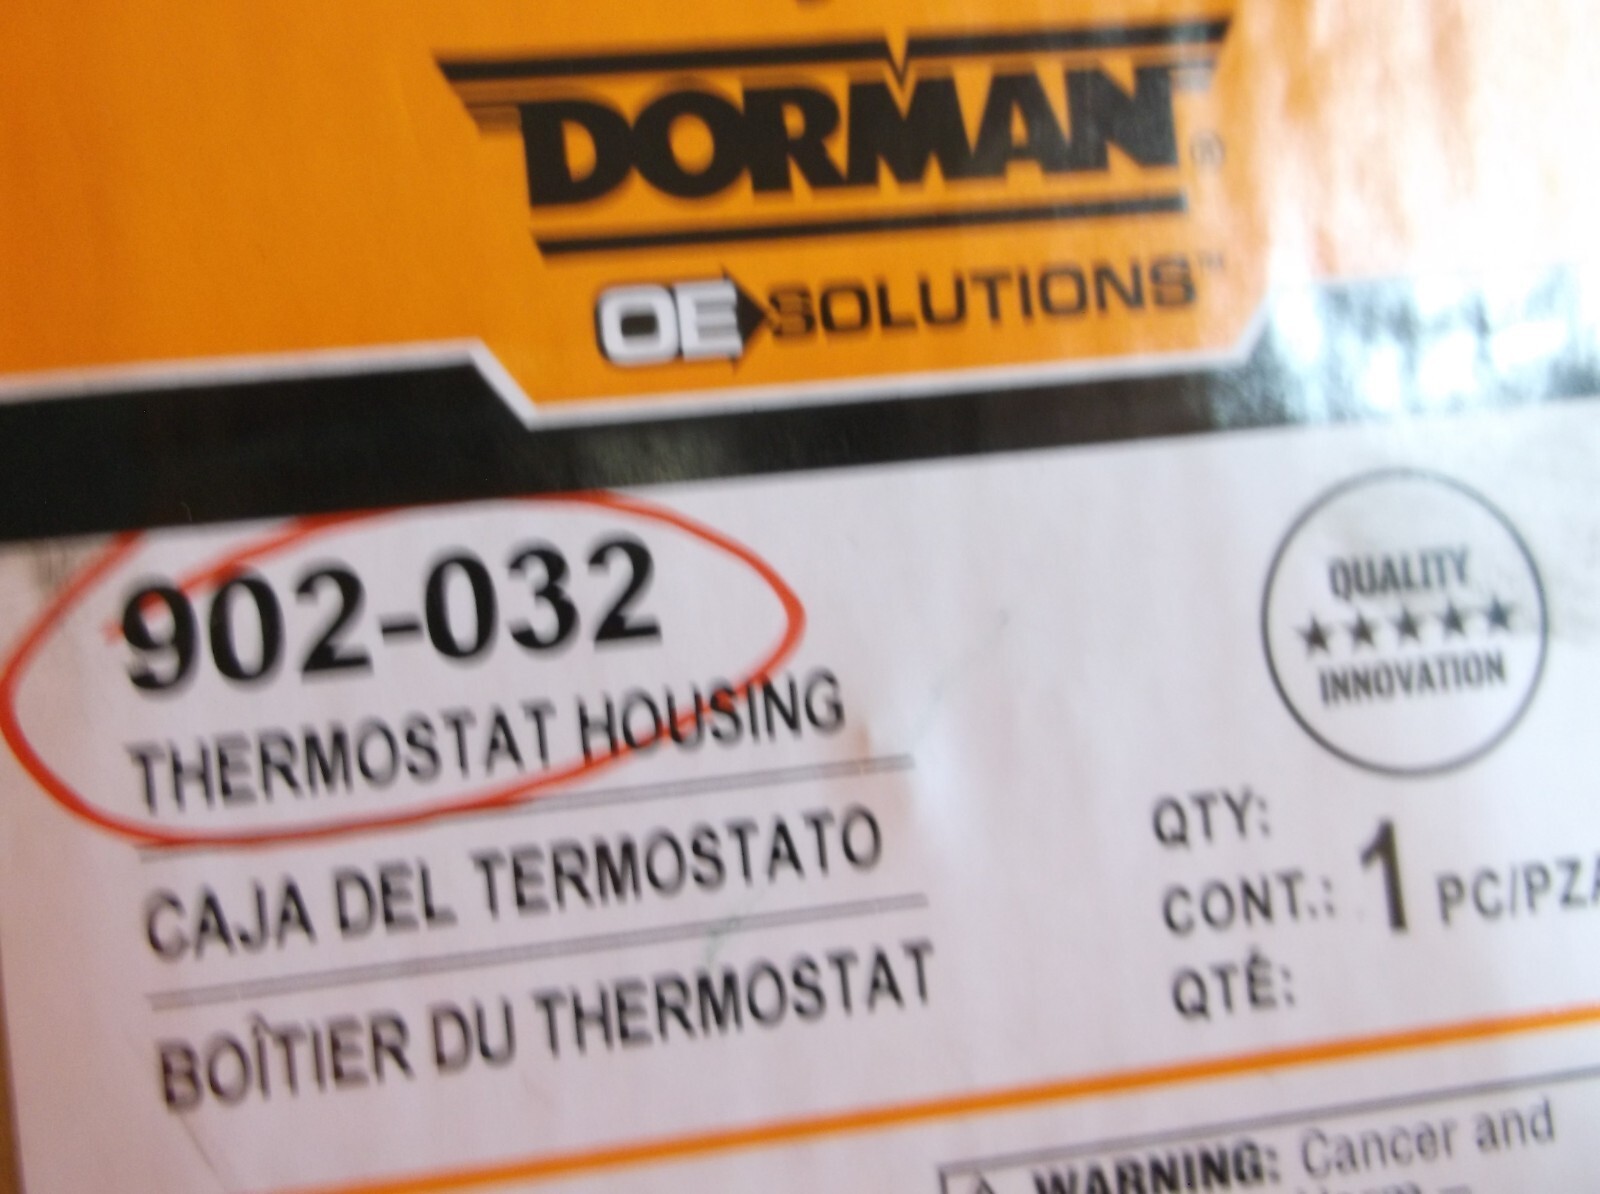 DORMAN®
OE SOLUTIONS™
902-032
THERMOSTAT HOUSING
CAJA DEL TERMOSTATO
BOÎTIER DU THERMOSTAT
QUALITY
★★★★★
INNOVATION
QTY:
CONT.: 1 PC/PZA
QTÉ:
WARNING: Cancer and